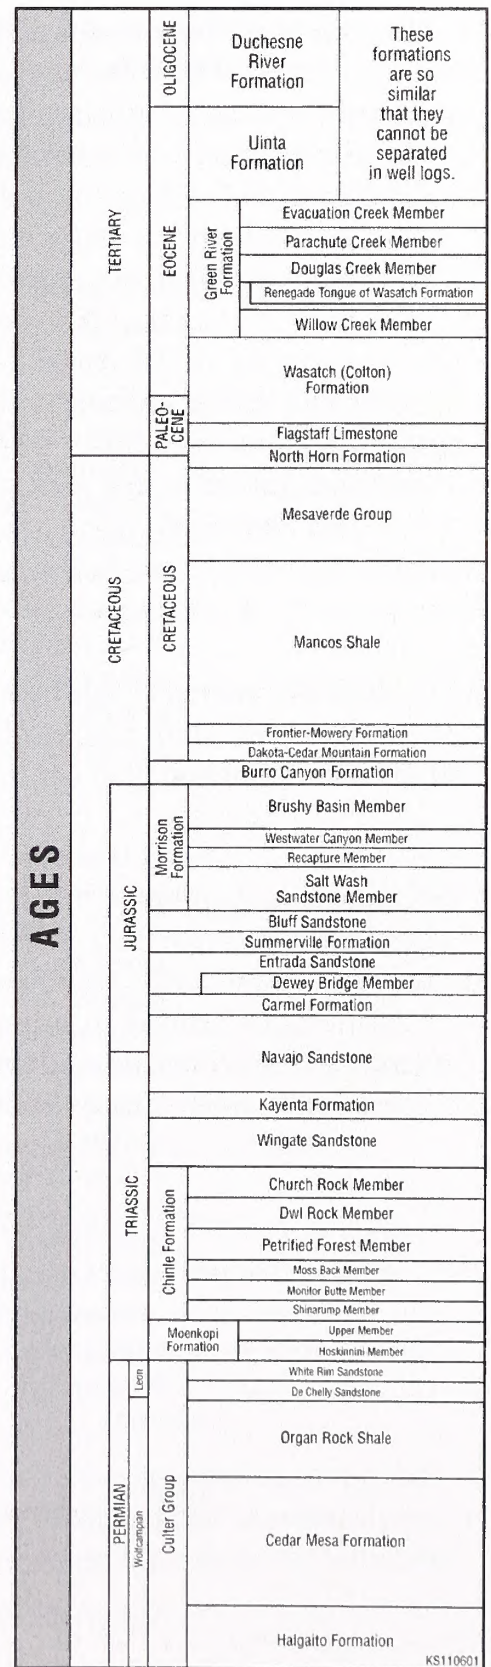 AGES
TERTIARY
OLIGOCENE
Duchesne
River
Formation
These
formations
are so
similar
that they
cannot be
separated
in well logs.
EOCENE
Uinta
Formation
Green River
Formation
Evacuation Creek Member
Parachute Creek Member
Douglas Creek Member
Renegade Tongue of Wasatch Formation
Willow Creek Member
Wasatch (Colton)
Formation
PALEO-
CENE
Flagstaff Limestone
North Horn Formation
CRETACEOUS
CRETACEOUS
Mesaverde Group
Mancos Shale
Frontier-Mowery Formation
Dakota-Cedar Mountain Formation
Burro Canyon Formation
JURASSIC
Morrison
Formation
Brushy Basin Member
Westwater Canyon Member
Recapture Member
Salt Wash
Sandstone Member
Bluff Sandstone
Summerville Formation
Entrada Sandstone
Dewey Bridge Member
Carmel Formation
Navajo Sandstone
TRIASSIC
Kayenta Formation
Wingate Sandstone
Chinle Formation
Church Rock Member
Dwl Rock Member
Petrified Forest Member
Moss Back Member
Monitor Butte Member
Shinarump Member
Moenkopi
Formation
Upper Member
Hoskinnini Member
PERMIAN
Leon
Wolfcampian
Culter Group
White Rim Sandstone
De Chelly Sandstone
Organ Rock Shale
Cedar Mesa Formation
Halgaito Formation
KS110601